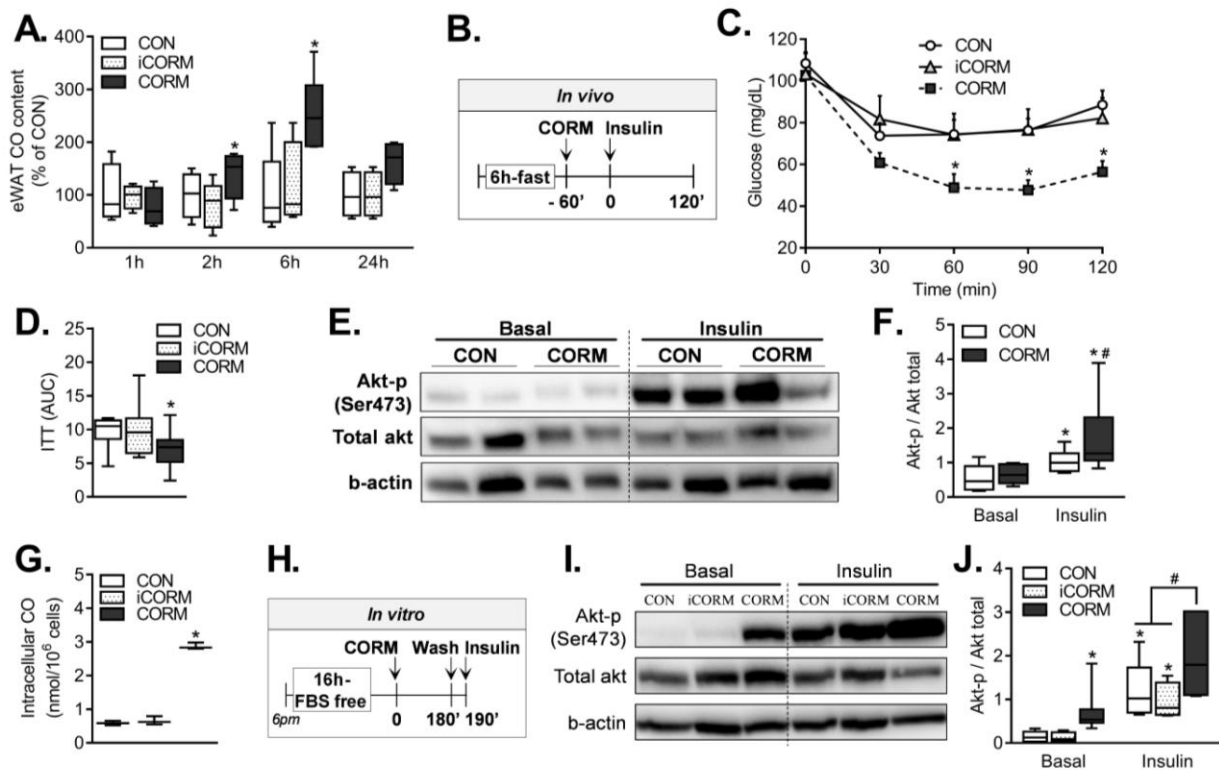 A.
400
300
200
100
0
eWAT CO content
(% of CON)
CON
iCORM
CORM
*
*
1h
2h
6h
24h
B.
In vivo
CORM
Insulin
6h-fast
- 60’
0
120’
C.
120
100
80
60
40
20
Glucose (mg/dL)
CON
iCORM
CORM
*
*
*
0
30
60
90
120
Time (min)
D.
25
20
15
10
5
0
ITT (AUC)
CON
iCORM
CORM
*
E.
Basal
Insulin
CON
CORM
CON
CORM
Akt-p
(Ser473)
Total akt
b-actin
F.
5
4
3
2
1
0
Akt-p / Akt total
CON
CORM
*
* #
Basal
Insulin
G.
5
4
3
2
1
0
Intracellular CO
(nmol/10⁶ cells)
CON
iCORM
CORM
*
H.
In vitro
CORM
Wash
Insulin
16h-
FBS free
6pm
0
180’
190’
I.
Basal
Insulin
CON
iCORM
CORM
CON
iCORM
CORM
Akt-p
(Ser473)
Total akt
b-actin
J.
4
3
2
1
0
Akt-p / Akt total
CON
iCORM
CORM
*
*
*
#
Basal
Insulin